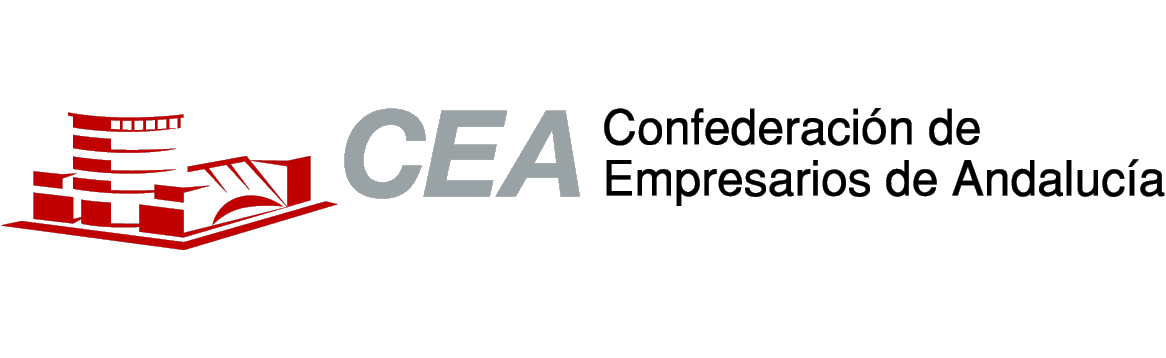 CEA
Confederación de
Empresarios de Andalucía